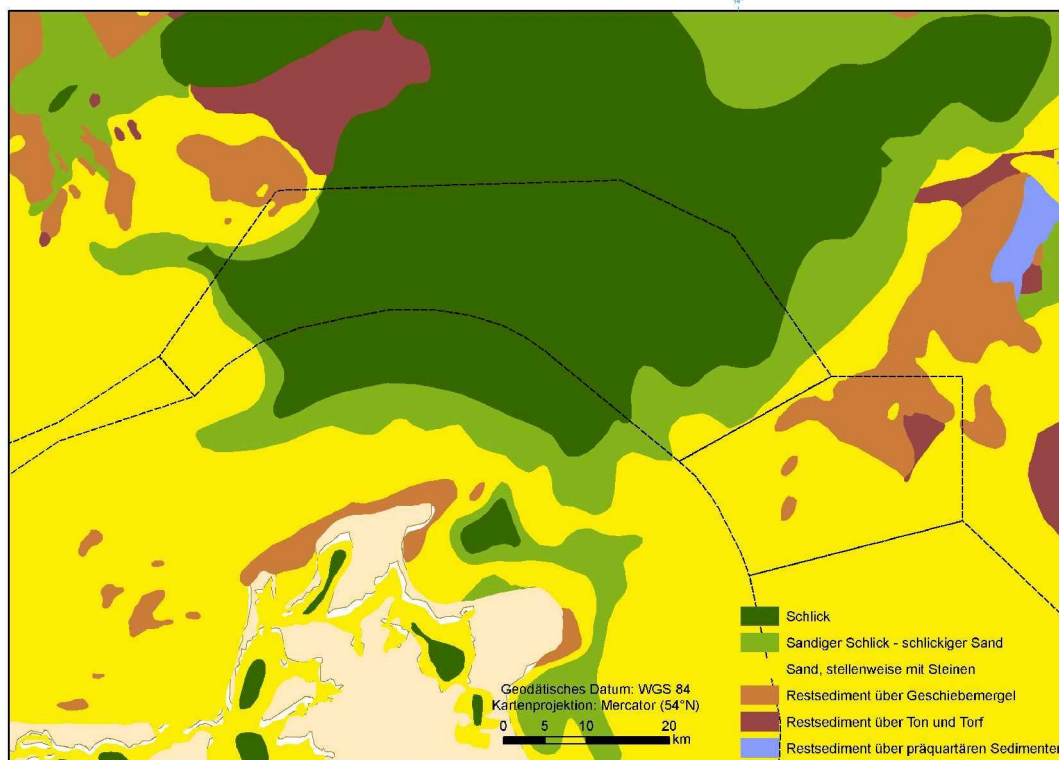 14°
Schlick
Sandiger Schlick - schlickiger Sand
Sand, stellenweise mit Steinen
Restsediment über Geschiebemergel
Restsediment über Ton und Torf
Restsediment über präquartären Sedimenten
Geodätisches Datum: WGS 84
Kartenprojektion: Mercator (54°N)
0 5 10 20
km